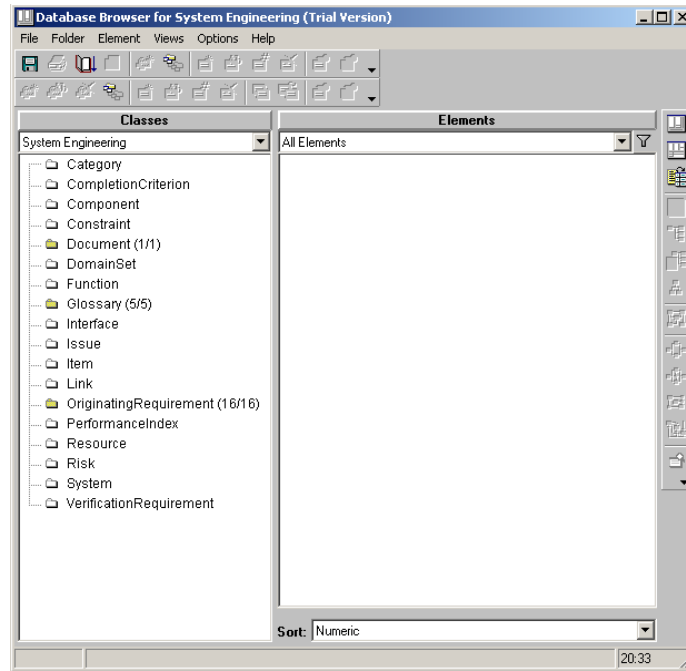 Database Browser for System Engineering (Trial Version)
File Folder Element Views Options Help
Classes Elements
System Engineering All Elements
Category
CompletionCriterion
Component
Constraint
Document (1/1)
DomainSet
Function
Glossary (5/5)
Interface
Issue
Item
Link
OriginatingRequirement (16/16)
PerformanceIndex
Resource
Risk
System
VerificationRequirement
Sort: Numeric
20:33